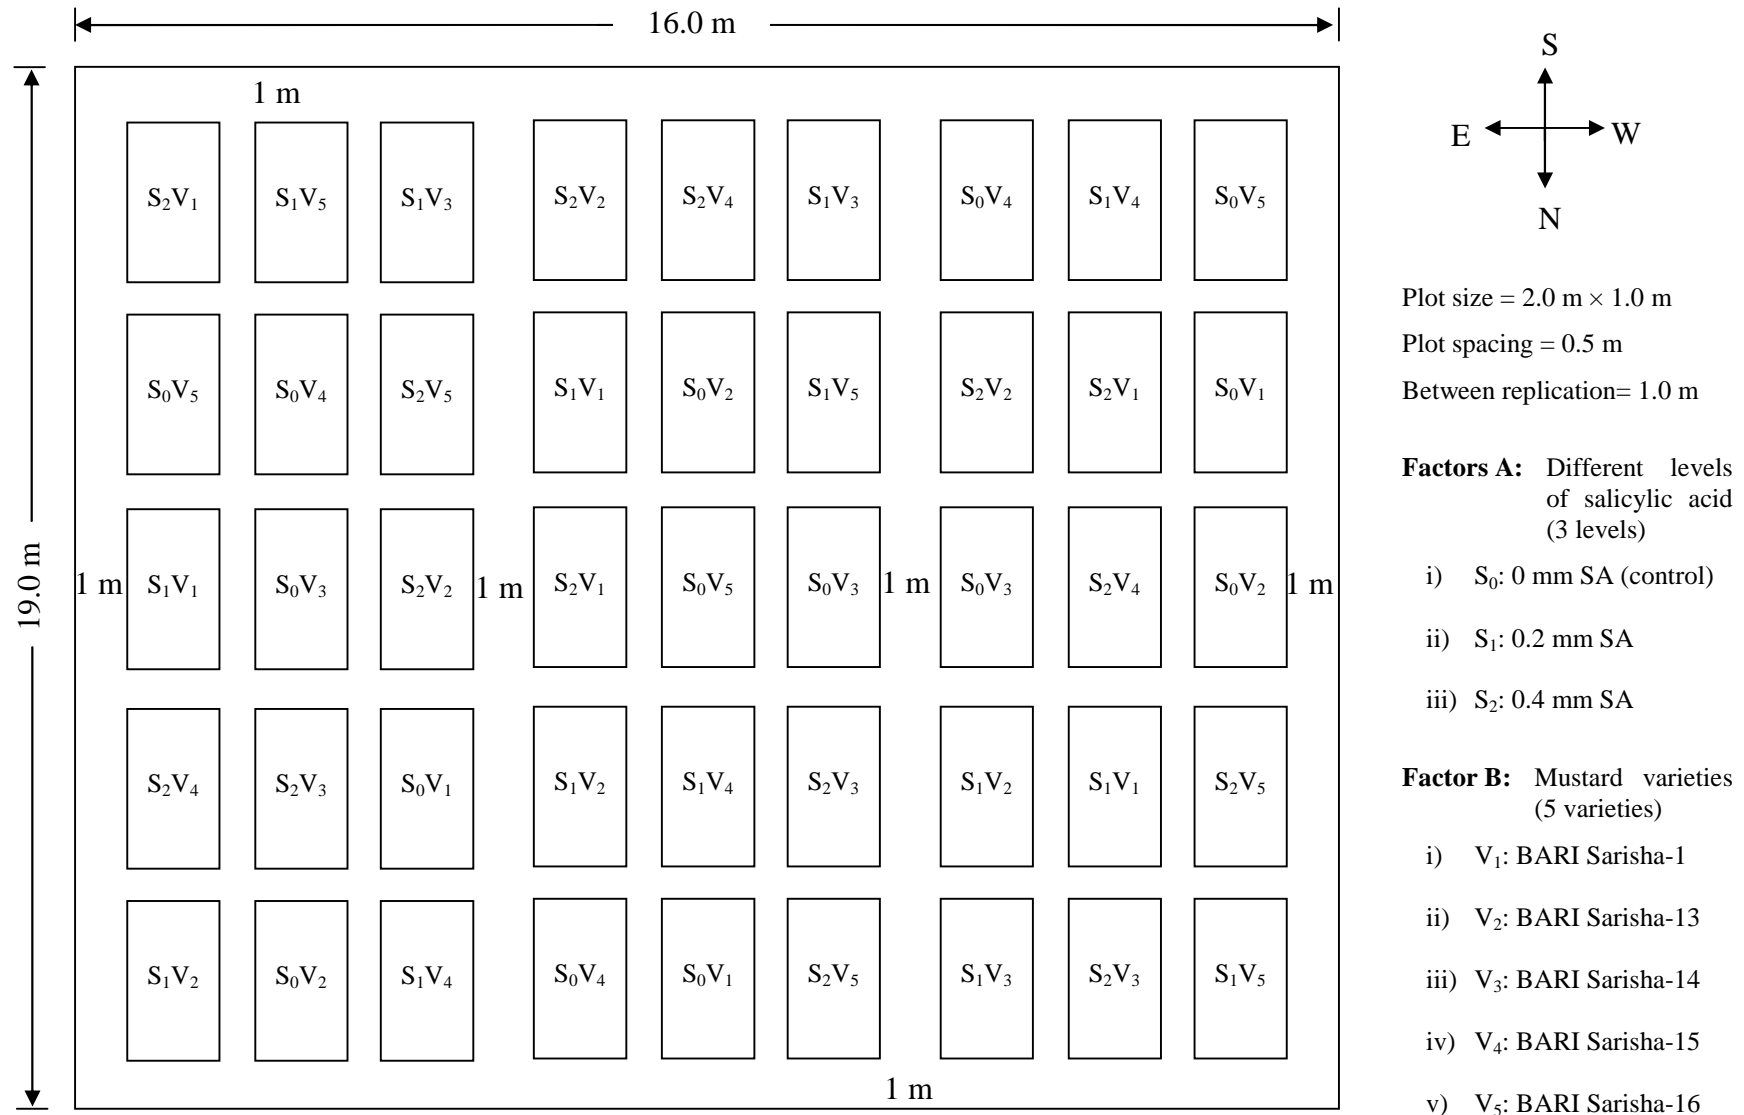 16.0 m
1 m
S₂V₁ S₁V₅ S₁V₃ S₂V₂ S₂V₄ S₁V₃ S₀V₄ S₁V₄ S₀V₅
S₀V₅ S₀V₄ S₂V₅ S₁V₁ S₀V₂ S₁V₅ S₂V₂ S₂V₁ S₀V₁
19.0 m
1 m S₁V₁ S₀V₃ S₂V₂ 1 m S₂V₁ S₀V₅ S₀V₃ 1 m S₀V₃ S₂V₄ S₀V₂ 1 m
S₂V₄ S₂V₃ S₀V₁ S₁V₂ S₁V₄ S₂V₃ S₁V₂ S₁V₁ S₂V₅
S₁V₂ S₀V₂ S₁V₄ S₀V₄ S₀V₁ S₂V₅ S₁V₃ S₂V₃ S₁V₅
1 m
S
E W
N
Plot size = 2.0 m × 1.0 m
Plot spacing = 0.5 m
Between replication= 1.0 m
Factors A: Different levels
of salicylic acid
(3 levels)
i) S₀: 0 mm SA (control)
ii) S₁: 0.2 mm SA
iii) S₂: 0.4 mm SA
Factor B: Mustard varieties
(5 varieties)
i) V₁: BARI Sarisha-1
ii) V₂: BARI Sarisha-13
iii) V₃: BARI Sarisha-14
iv) V₄: BARI Sarisha-15
v) V₅: BARI Sarisha-16